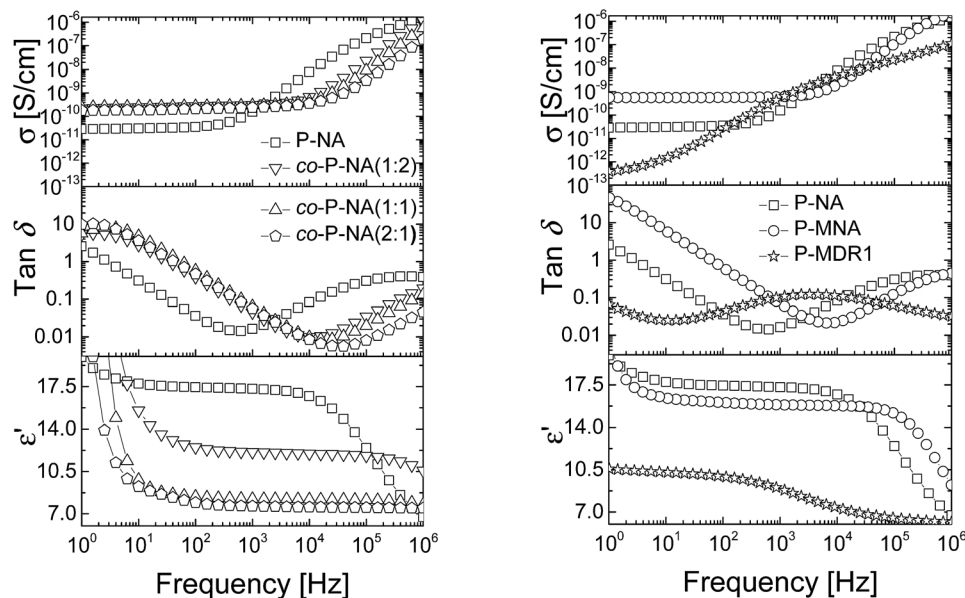 σ [S/cm]
10⁻⁶
10⁻⁷
10⁻⁸
10⁻⁹
10⁻¹⁰
10⁻¹¹
10⁻¹²
10⁻¹³
P-NA
co-P-NA(1:2)
Tan δ
10
1
0.1
0.01
co-P-NA(1:1)
co-P-NA(2:1)
ε'
17.5
14.0
10.5
7.0
10⁰ 10¹ 10² 10³ 10⁴ 10⁵ 10⁶
Frequency [Hz]
σ [S/cm]
10⁻⁶
10⁻⁷
10⁻⁸
10⁻⁹
10⁻¹⁰
10⁻¹¹
10⁻¹²
10⁻¹³
Tan δ
10
1
0.1
0.01
P-NA
P-MNA
P-MDR1
ε'
17.5
14.0
10.5
7.0
10⁰ 10¹ 10² 10³ 10⁴ 10⁵ 10⁶
Frequency [Hz]